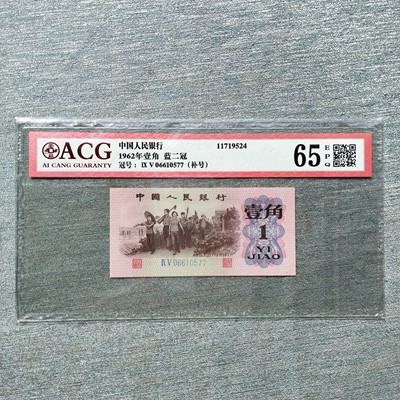 ACG
AI CANG GUARANTY
中国人民银行 11719524
1962年壹角 蓝二冠
冠号: IX V 06610577 (补号)
65 EPQ
中国人民银行
壹角
1
YI
JIAO
IX V 06610577